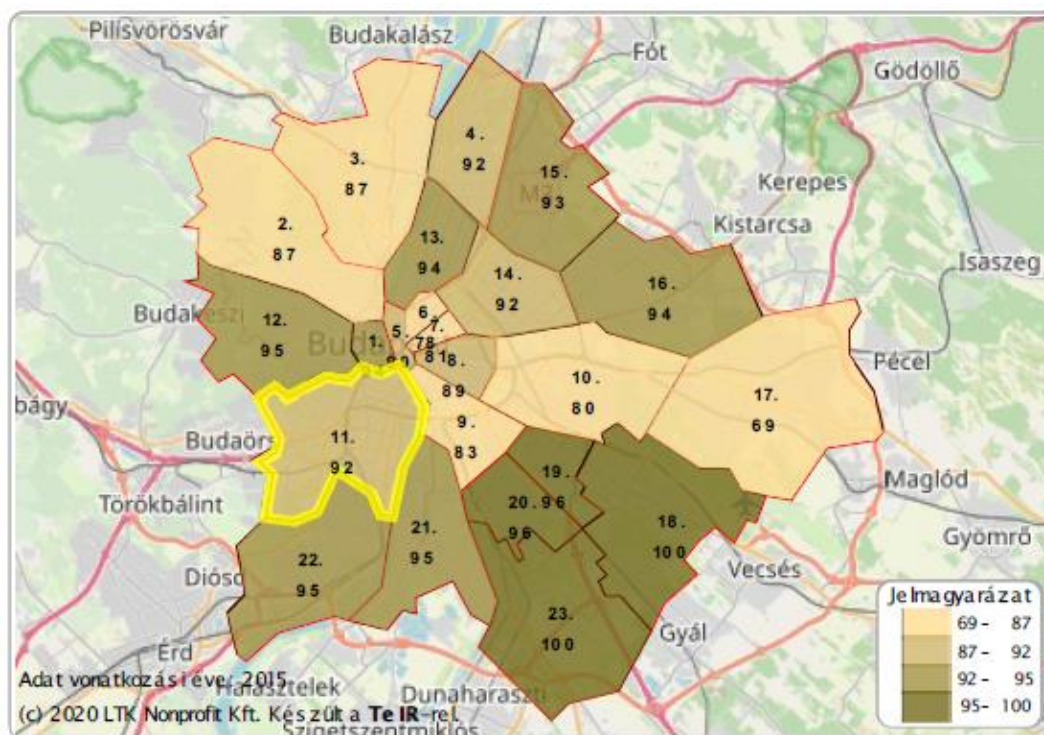 Pilisvörösvár
Budakalász
Fót
Gödöllő
4.
92
3.
87
15.
93
Kerepes
Kistarcsa
2.
87
13.
94
14.
92
16.
94
Isaszeg
12.
95
1.
5.
6.
7.
78
81
8.
89
Pécel
10.
80
17.
69
9.
83
11.
92
Budaörs
Törökbálint
Maglód
19.
96
20.
96
18.
100
Gyömrő
21.
95
22.
95
Vecsés
23.
100
Gyál
Érd
Jelmagyarázat
69 - 87
87 - 92
92 - 95
95 - 100
Adat vonatkozási éve: 2015.
Halásztelek
Dunaharaszti
(c) 2020 LTK Nonprofit Kft. Készült a TeIR-rel.
Szigetszentmiklós